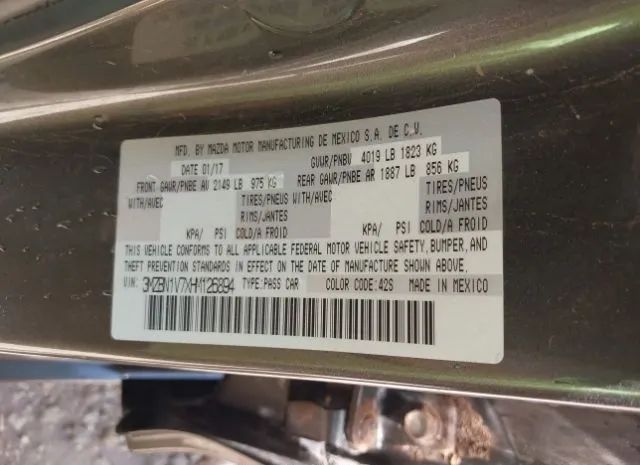 MFD. BY MAZDA MOTOR MANUFACTURING DE MEXICO S.A. DE C.V.
DATE 01/17 GVWR/PNBV 4019 LB 1823 KG
FRONT GAWR/PNBE AV 2149 LB 975 KG REAR GAWR/PNBE AR 1887 LB 856 KG
WITH/AVEC TIRES/PNEUS WITH/AVEC TIRES/PNEUS
RIMS/JANTES RIMS/JANTES
KPA/ PSI COLD/A FROID KPA/ PSI COLD/A FROID
THIS VEHICLE CONFORMS TO ALL APPLICABLE FEDERAL MOTOR VEHICLE SAFETY, BUMPER, AND
THEFT PREVENTION STANDARDS IN EFFECT ON THE DATE OF MANUFACTURE SHOWN ABOVE.
VIN: 3MZBN1V7XHM126894 TYPE:PASS CAR COLOR CODE:42S MADE IN MEXICO